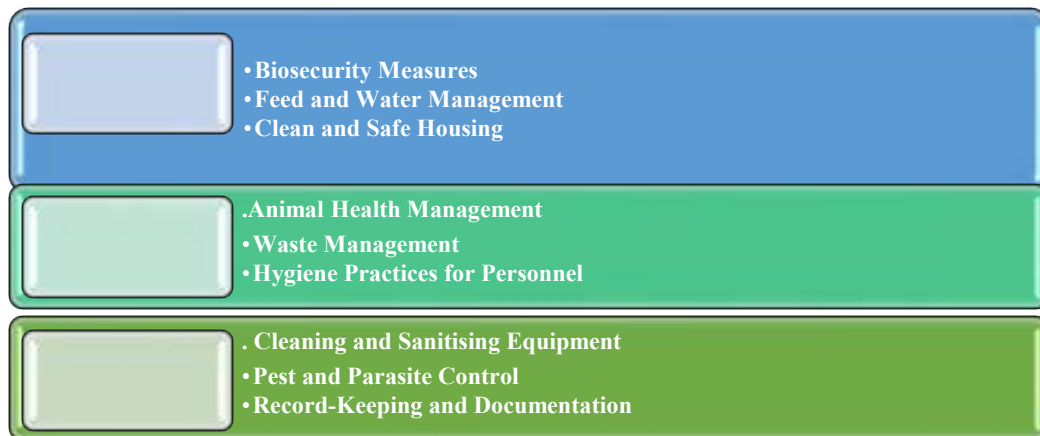 •Biosecurity Measures
•Feed and Water Management
•Clean and Safe Housing
.Animal Health Management
•Waste Management
•Hygiene Practices for Personnel
. Cleaning and Sanitising Equipment
•Pest and Parasite Control
•Record-Keeping and Documentation